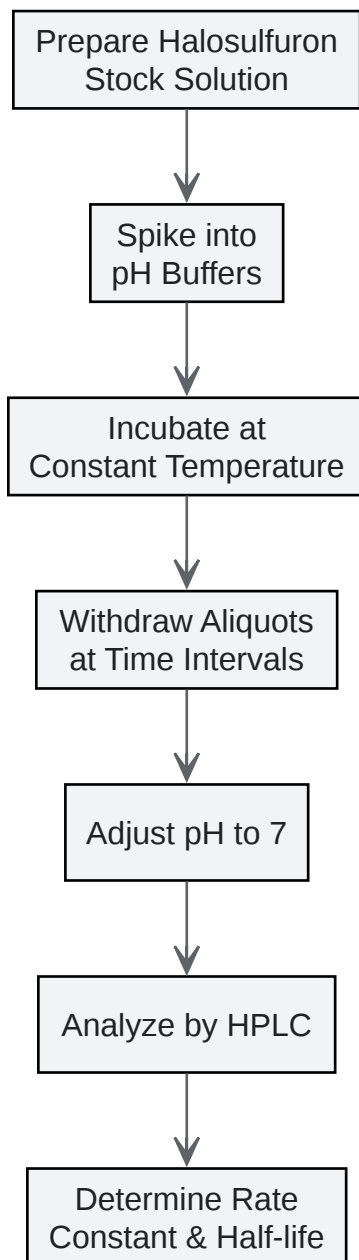 Prepare Halosulfuron
Stock Solution
Spike into
pH Buffers
Incubate at
Constant Temperature
Withdraw Aliquots
at Time Intervals
Adjust pH to 7
Analyze by HPLC
Determine Rate
Constant & Half-life